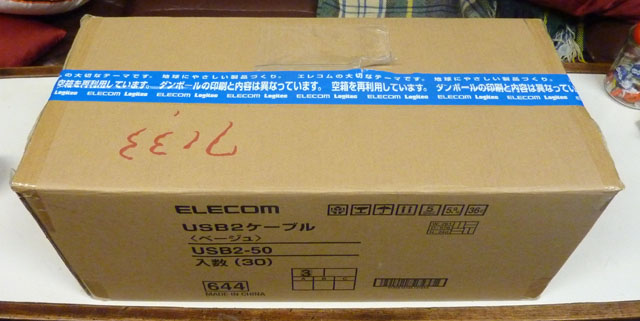 の大切なテーマです。 地球にやさしい製品づくり。 エレコムの大切なテーマです。 地球にやさしい製品づくり。
空箱を再利用しています。 ダンボールの印刷と内容は異なっています。 空箱を再利用しています。 ダンボールの印刷と内容は異なってい
Logitec ELECOM Logitec ELECOM Logitec ELECOM Logitec ELECOM Logitec
ELECOM
USB2ケーブル
〈ベージュ〉
USB2-50
入数 (30)
3
644
MADE IN CHINA